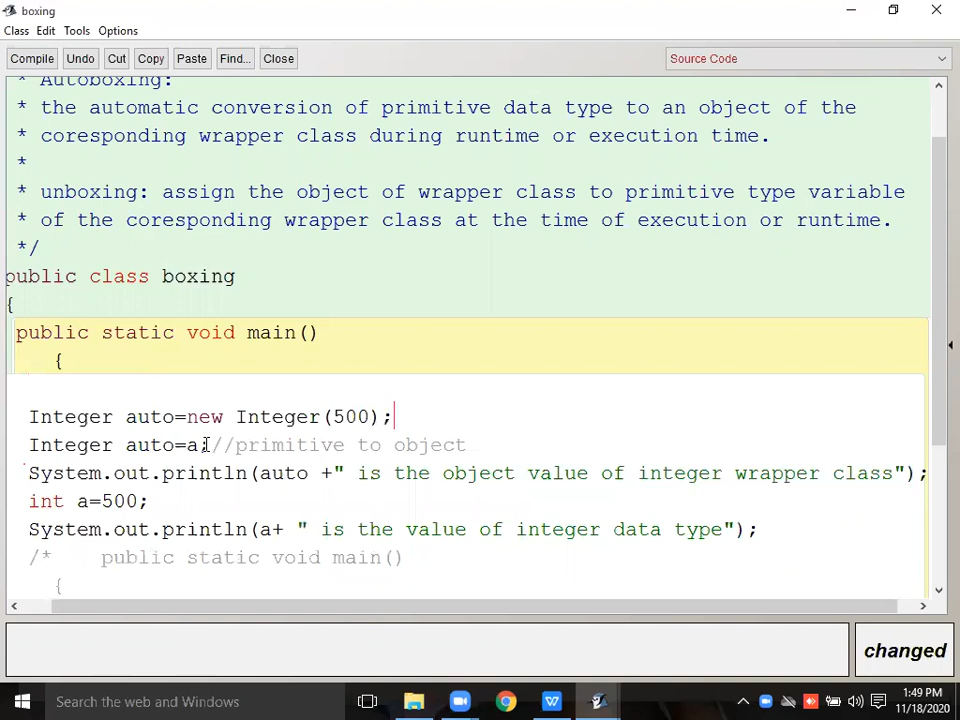 boxing
Class Edit Tools Options
Compile Undo Cut Copy Paste Find... Close Source Code
* Autoboxing:
* the automatic conversion of primitive data type to an object of the
* coresponding wrapper class during runtime or execution time.
*
* unboxing: assign the object of wrapper class to primitive type variable
* of the coresponding wrapper class at the time of execution or runtime.
*/
public class boxing
{
public static void main()
{
Integer auto=new Integer(500);
Integer auto=a;//primitive to object
System.out.println(auto +" is the object value of integer wrapper class");
int a=500;
System.out.println(a+ " is the value of integer data type");
/* public static void main()
{
changed
Search the web and Windows
1:49 PM
11/18/2020